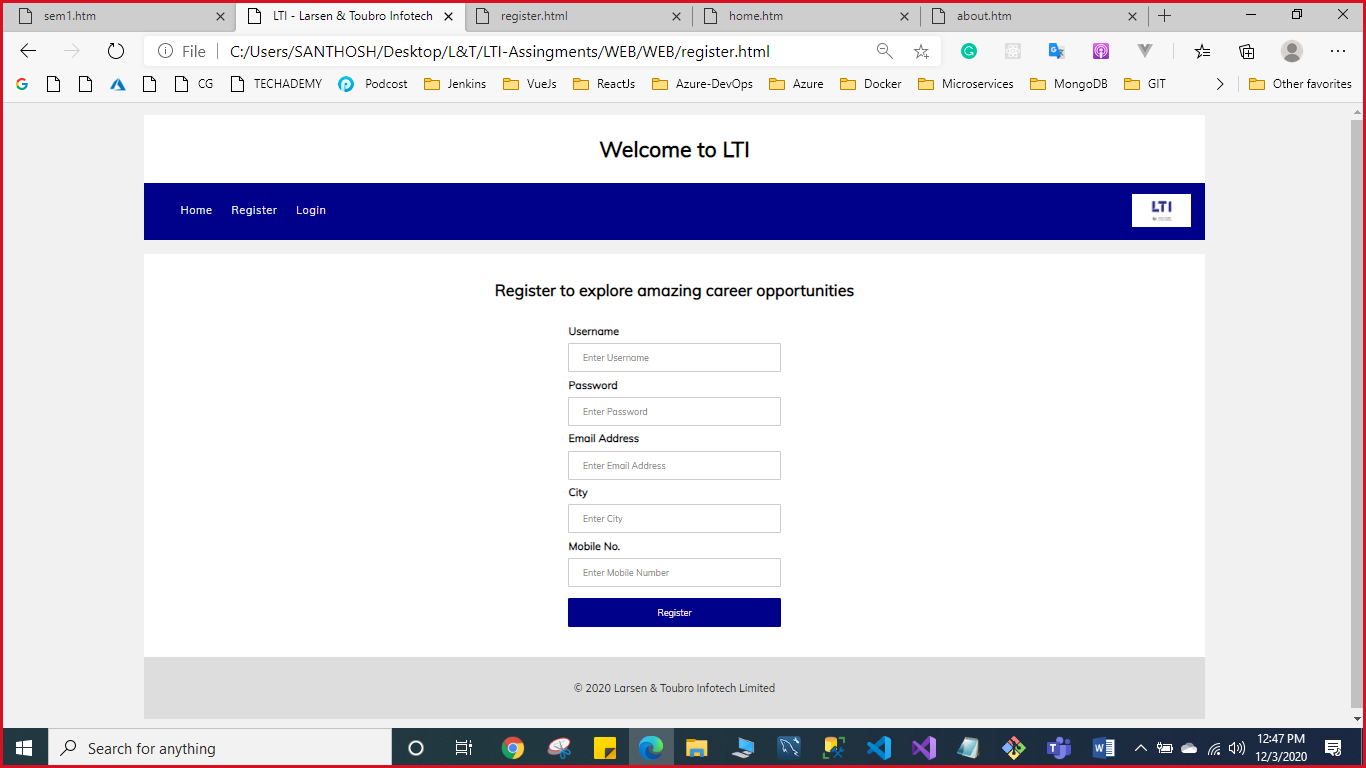 sem1.htm
LTI - Larsen & Toubro Infotech
register.html
home.htm
about.htm
File
C:/Users/SANTHOSH/Desktop/L&T/LTI-Assingments/WEB/WEB/register.html
CG
TECHADEMY
Podcost
Jenkins
VueJs
ReactJs
Azure-DevOps
Azure
Docker
Microservices
MongoDB
GIT
Other favorites
Welcome to LTI
Home Register Login
LTI
Register to explore amazing career opportunities
Username
Enter Username
Password
Enter Password
Email Address
Enter Email Address
City
Enter City
Mobile No.
Enter Mobile Number
Register
© 2020 Larsen & Toubro Infotech Limited
Search for anything
12:47 PM
12/3/2020